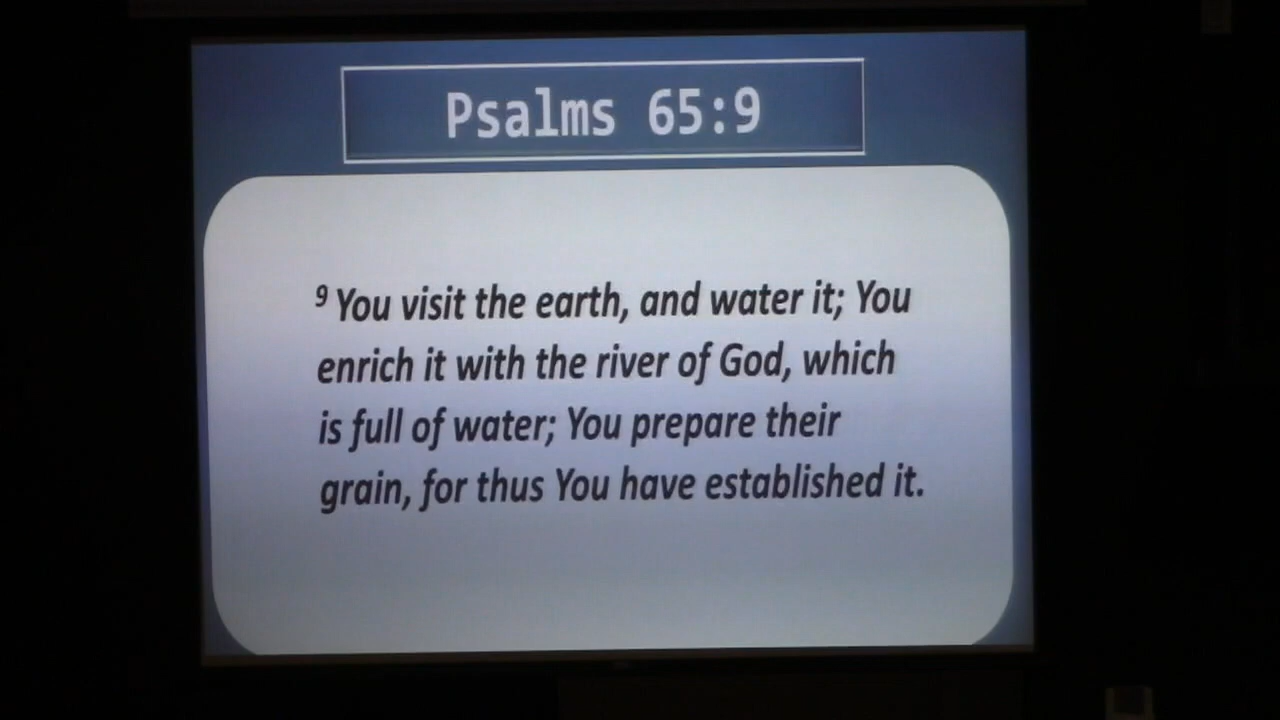 Psalms 65:9
9 You visit the earth, and water it; You
enrich it with the river of God, which
is full of water; You prepare their
grain, for thus You have established it.